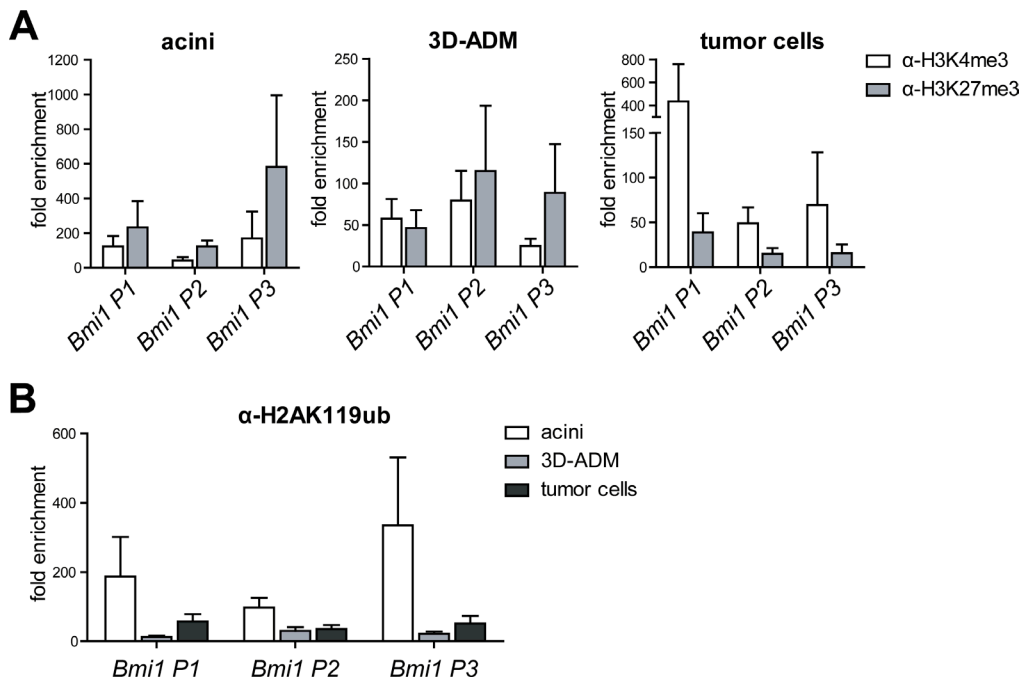 A
acini
fold enrichment
1200
1000
800
600
400
200
0
Bmi1 P1
Bmi1 P2
Bmi1 P3
3D-ADM
fold enrichment
250
200
150
100
50
0
Bmi1 P1
Bmi1 P2
Bmi1 P3
tumor cells
fold enrichment
800
600
400
150
100
50
0
Bmi1 P1
Bmi1 P2
Bmi1 P3
α-H3K4me3
α-H3K27me3
B
α-H2AK119ub
fold enrichment
600
400
200
0
Bmi1 P1
Bmi1 P2
Bmi1 P3
acini
3D-ADM
tumor cells